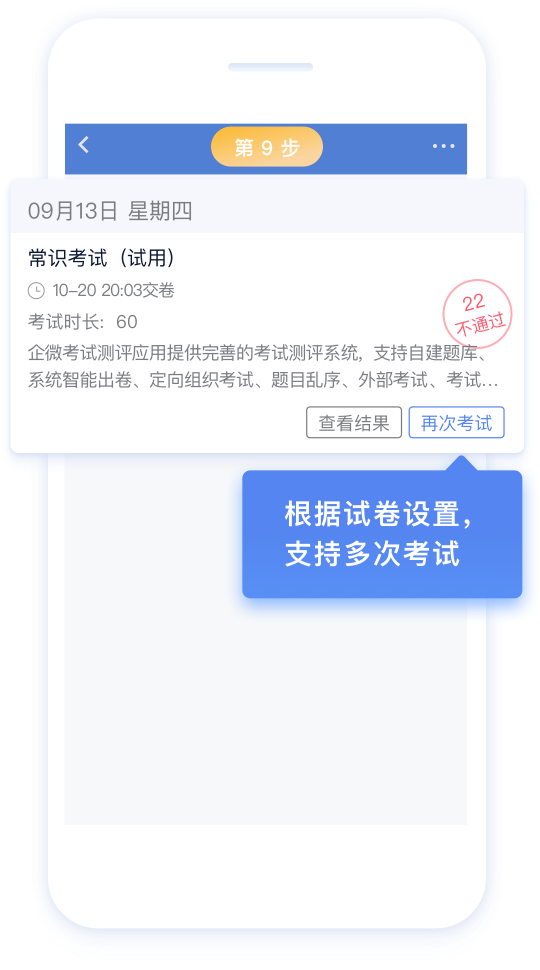 第 9 步
09月13日 星期四
常识考试（试用）
10-20 20:03交卷
22
不通过
考试时长：60
企微考试测评应用提供完善的考试测评系统，支持自建题库、
系统智能出卷、定向组织考试、题目乱序、外部考试、考试...
查看结果
再次考试
根据试卷设置，
支持多次考试